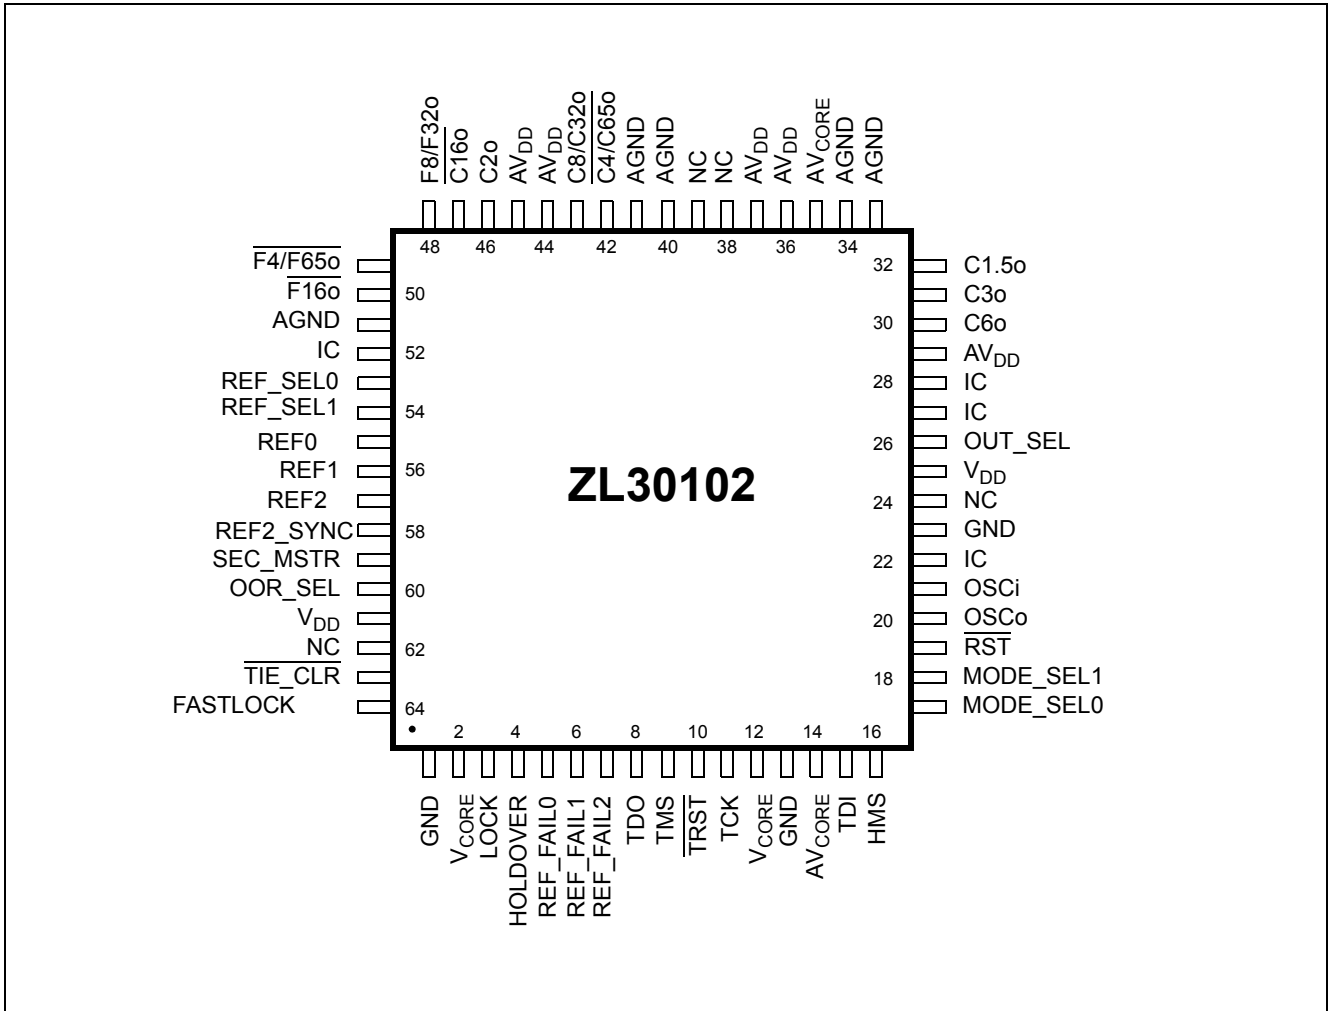 F8/F32o
C16o
C2o
AVDD
AVDD
C8/C32o
C4/C65o
AGND
AGND
NC
NC
AVDD
AVDD
AVCORE
AGND
AGND
48 46 44 42 40 38 36 34
F4/F65o
F16o
AGND
IC
REF_SEL0
REF_SEL1
REF0
REF1
REF2
REF2_SYNC
SEC_MSTR
OOR_SEL
VDD
NC
TIE_CLR
FASTLOCK
50
52
54
56
58
60
62
64
ZL30102
32
30
28
26
24
22
20
18
C1.5o
C3o
C6o
AVDD
IC
IC
OUT_SEL
VDD
NC
GND
IC
OSCi
OSCo
RST
MODE_SEL1
MODE_SEL0
2 4 6 8 10 12 14 16
GND
VCORE
LOCK
HOLDOVER
REF_FAIL0
REF_FAIL1
REF_FAIL2
TDO
TMS
TRST
TCK
VCORE
GND
AVCORE
TDI
HMS